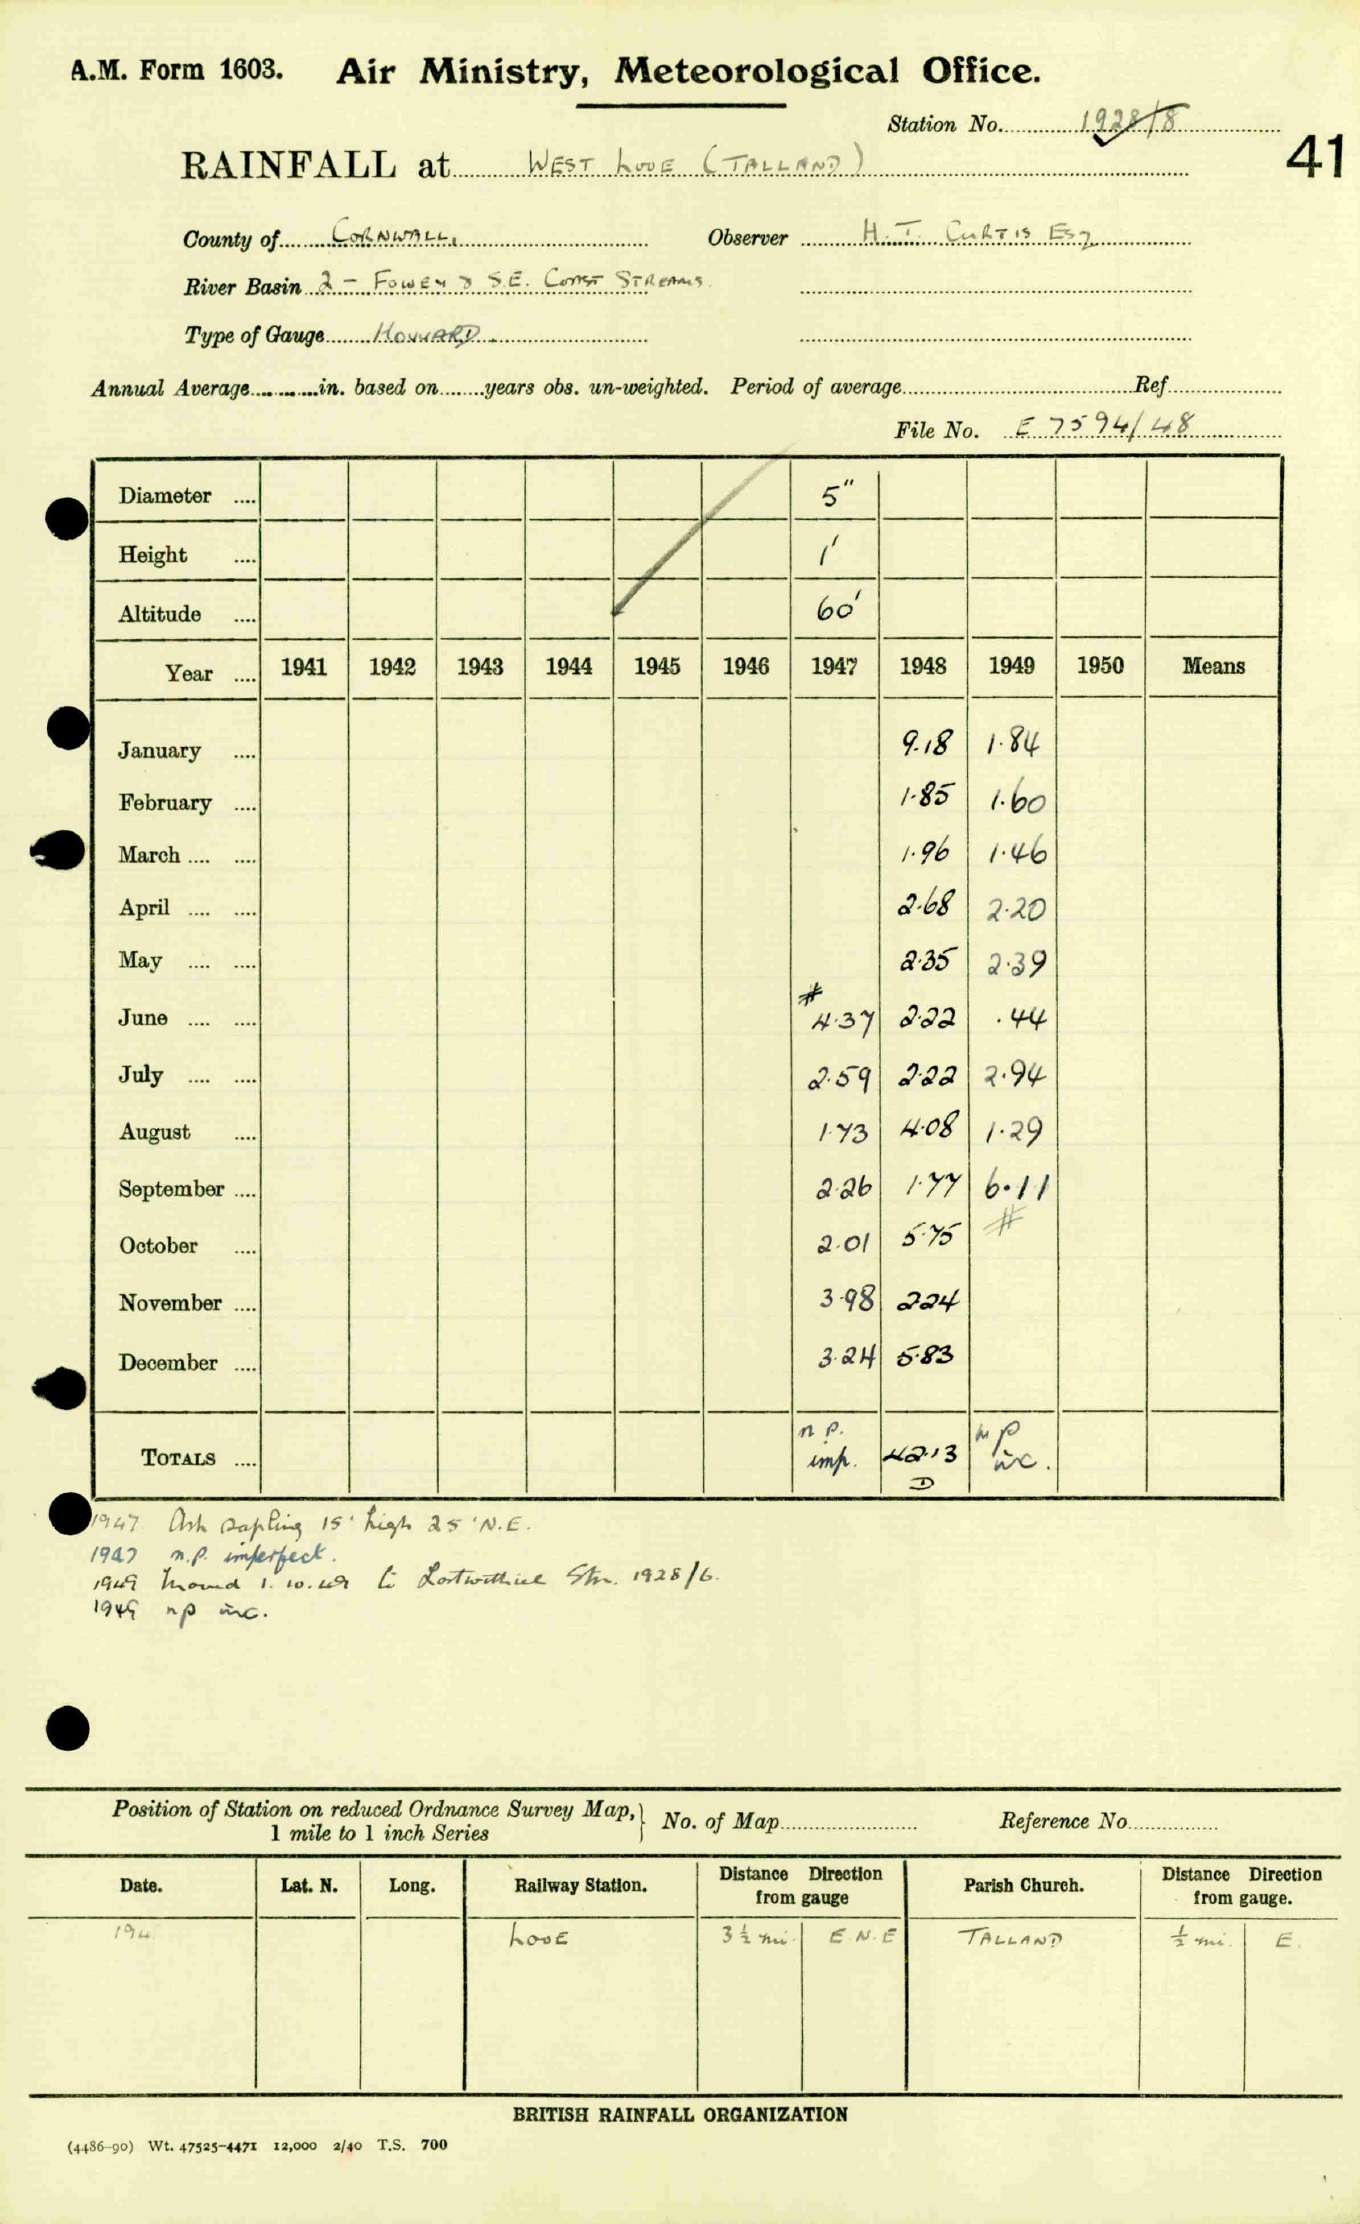 A.M. Form 1603. Air Ministry, Meteorological Office.
Station No. 1928/8
41
RAINFALL at WEST LOOE (TALLAND)
County of CORNWALL. Observer H. T. CURTIS ESQ
River Basin 2 - FOWEY & S.E. COAST STREAMS.
Type of Gauge HOWARD.
Annual Average in. based on years obs. un-weighted. Period of average Ref
File No. E 7594/48
Diameter 5"
Height 1'
Altitude 60'
Year 1941 1942 1943 1944 1945 1946 1947 1948 1949 1950 Means
January 9.18 1.84
February 1.85 1.60
March 1.96 1.46
April 2.68 2.20
May 2.35 2.39
June # 4.37 2.22 .44
July 2.59 2.22 2.94
August 1.73 4.08 1.29
September 2.26 1.77 6.11
October 2.01 5.75 #
November 3.98 2.24
December 3.24 5.83
TOTALS n.p. imp. 42.13 D n p inc.
1947 Ash sapling 15' high 25' N.E.
1947 n.p. imperfect.
1949 Moved 1.10.49 to Lostwithiel Stn. 1928/6.
1949 n p inc.
Position of Station on reduced Ordnance Survey Map, } No. of Map Reference No.
1 mile to 1 inch Series
Date. Lat. N. Long. Railway Station. Distance Direction from gauge Parish Church. Distance Direction from gauge.
194 LOOE 3½ mi. E.N.E TALLAND ½ mi. E.
BRITISH RAINFALL ORGANIZATION
(4486-90) Wt. 47525-4471 12,000 2/40 T.S. 700